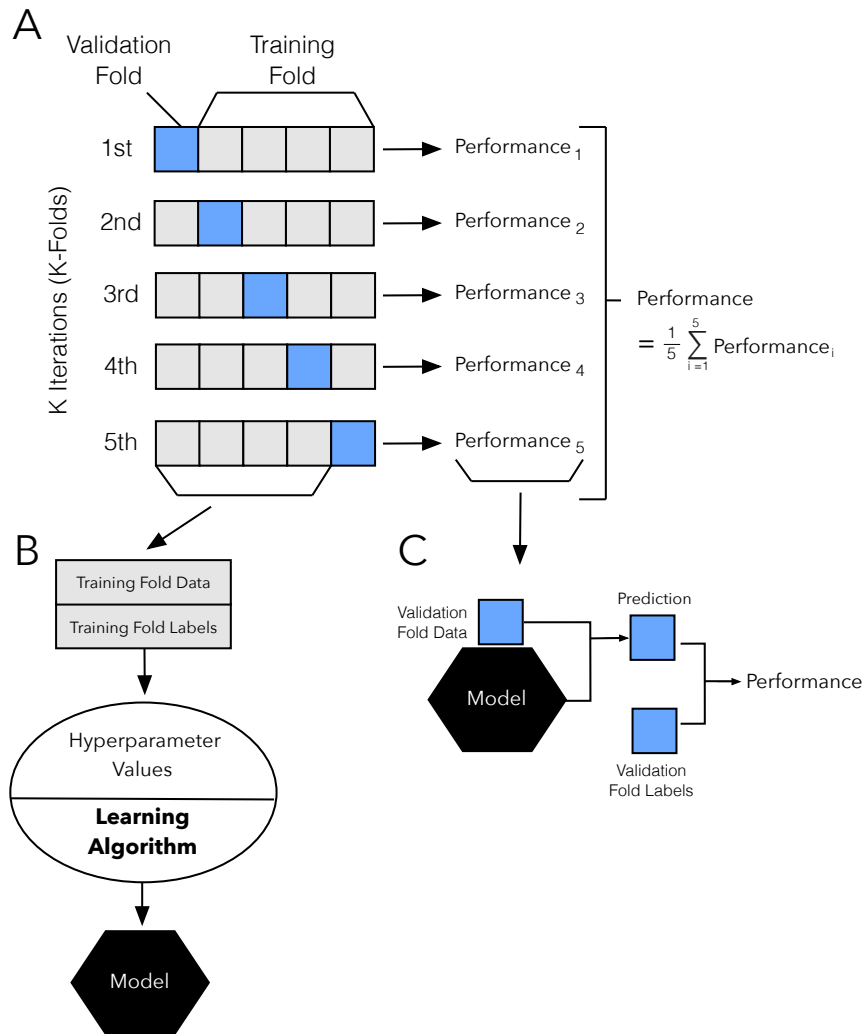 A
Validation
Fold
Training
Fold
K Iterations (K-Folds)
1st
Performance 1
2nd
Performance 2
3rd
Performance 3
4th
Performance 4
5th
Performance 5
Performance
= 1/5 5∑i=1 Performance i
B
Training Fold Data
Training Fold Labels
Hyperparameter
Values
Learning
Algorithm
Model
C
Validation
Fold Data
Model
Prediction
Performance
Validation
Fold Labels